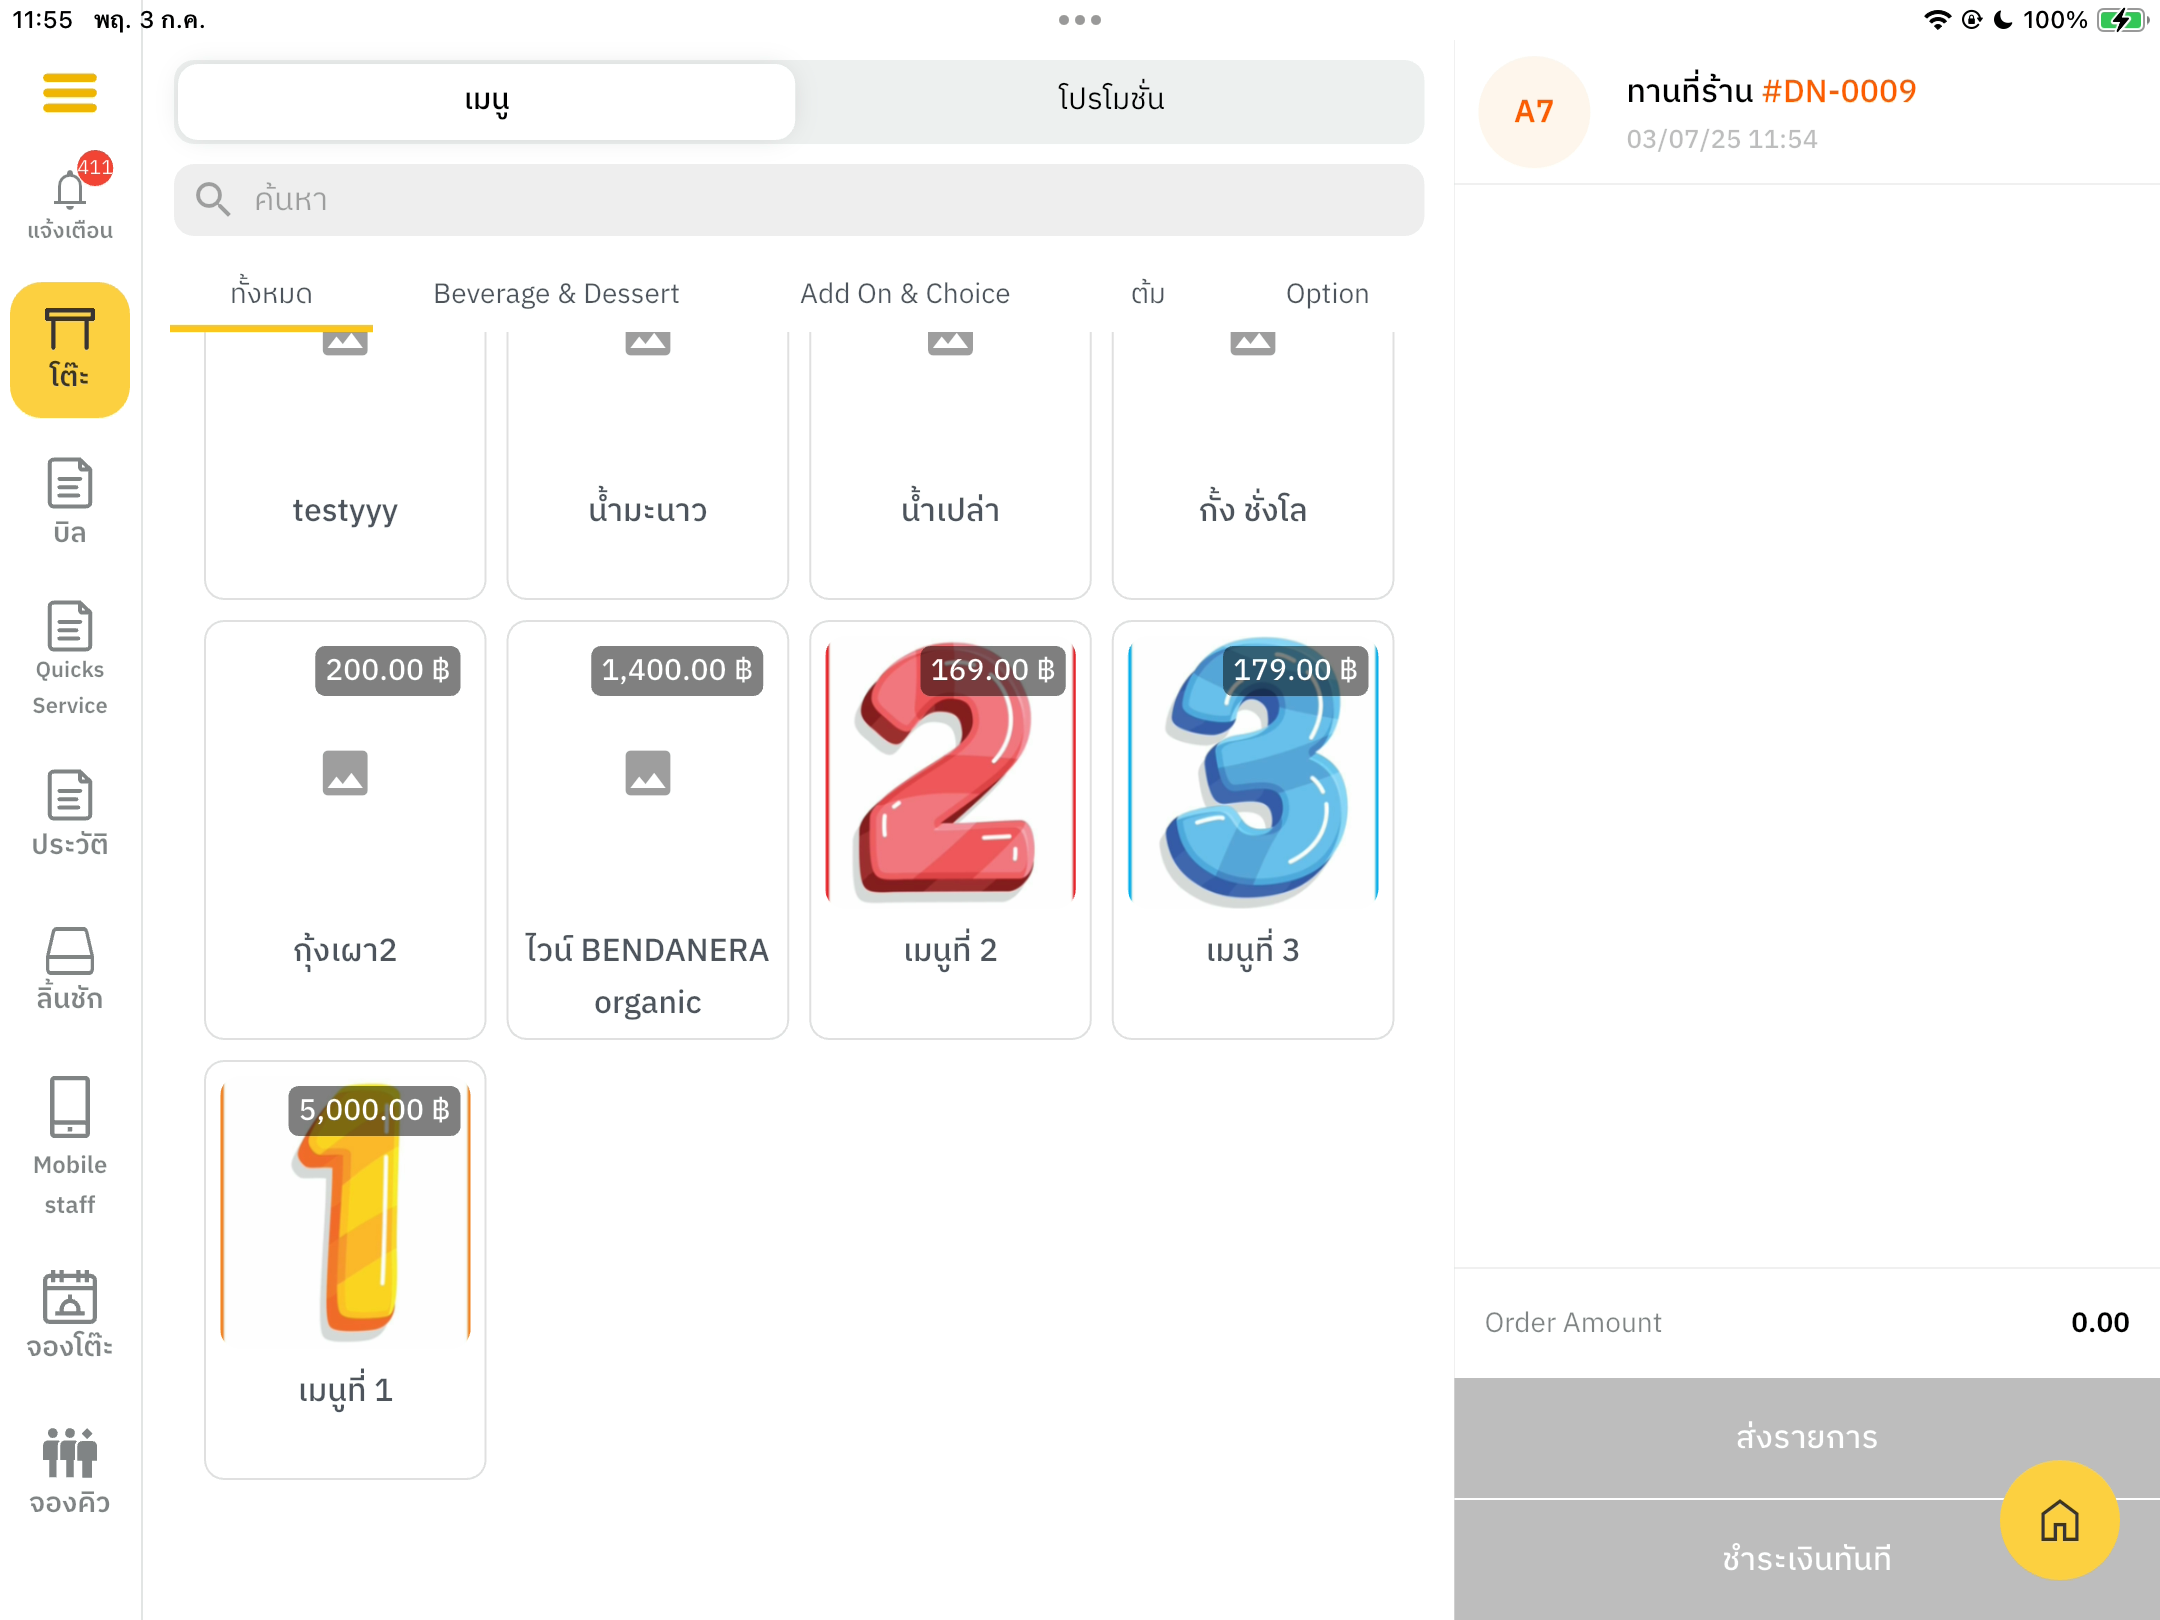 11:55 พฤ. 3 ก.ค.
100%
411
แจ้งเตือน
โต๊ะ
บิล
Quicks
Service
ประวัติ
ลิ้นชัก
Mobile
staff
จองโต๊ะ
จองคิว
เมนู
โปรโมชั่น
ค้นหา
ทั้งหมด
Beverage & Dessert
Add On & Choice
ต้ม
Option
testyyy
น้ำมะนาว
น้ำเปล่า
กั้ง ชั่งโล
200.00 ฿
กุ้งเผา2
1,400.00 ฿
ไวน์ BENDANERA
organic
169.00 ฿
2
เมนูที่ 2
179.00 ฿
3
เมนูที่ 3
5,000.00 ฿
1
เมนูที่ 1
A7
ทานที่ร้าน #DN-0009
03/07/25 11:54
Order Amount
0.00
ส่งรายการ
ชำระเงินทันที